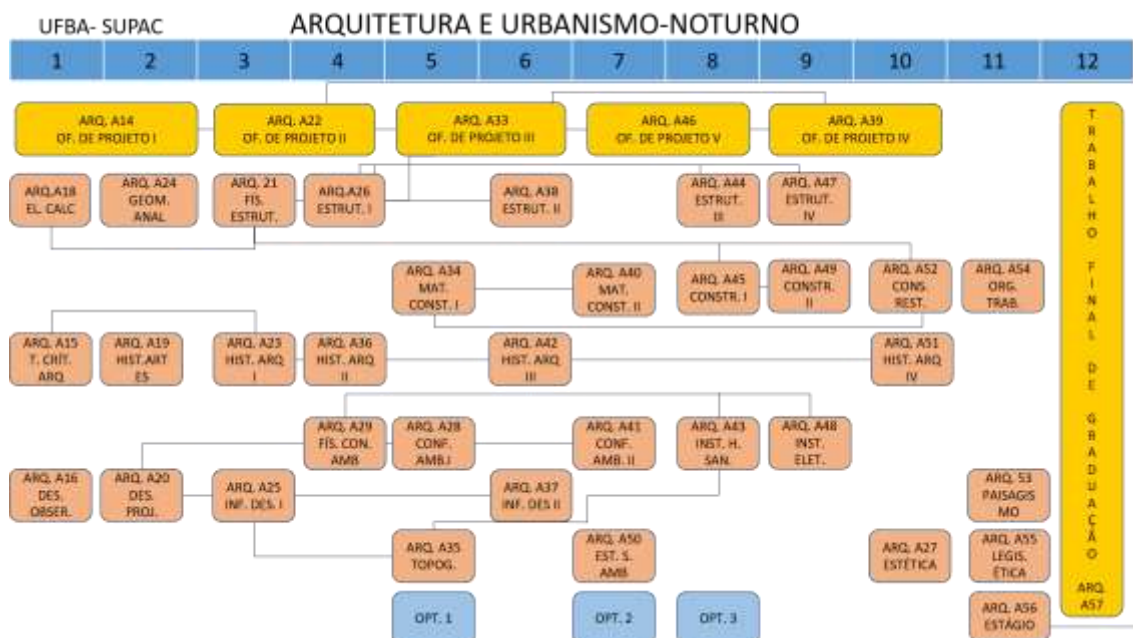 UFBA- SUPAC
ARQUITETURA E URBANISMO-NOTURNO
1 2 3 4 5 6 7 8 9 10 11 12
ARQ. A14
OF. DE PROJETO I
ARQ. A22
OF. DE PROJETO II
ARQ. A33
OF. DE PROJETO III
ARQ. A46
OF. DE PROJETO V
ARQ. A39
OF. DE PROJETO IV
TRABALHO FINAL DE GRADUAÇÃO
ARQ.
A57
ARQ.A18
EL. CALC
ARQ. A24
GEOM.
ANAL
ARQ. 21
FÍS.
ESTRUT.
ARQ.A26
ESTRUT. I
ARQ. A38
ESTRUT. II
ARQ. A44
ESTRUT.
III
ARQ. A47
ESTRUT.
IV
ARQ. A34
MAT.
CONST. I
ARQ. A40
MAT.
CONST. II
ARQ. A45
CONSTR. I
ARQ. A49
CONSTR.
II
ARQ. A52
CONS.
REST.
ARQ. A54
ORG.
TRAB.
ARQ. A15
T. CRÍT.
ARQ
ARQ. A19
HIST.ART
ES
ARQ. A23
HIST. ARQ
I
ARQ. A36
HIST. ARQ
II
ARQ. A42
HIST. ARQ
III
ARQ. A51
HIST. ARQ
IV
ARQ. A29
FÍS. CON.
AMB
ARQ. A28
CONF.
AMB.I
ARQ. A41
CONF.
AMB. II
ARQ. A43
INST. H.
SAN.
ARQ. A48
INST.
ELET.
ARQ. A16
DES.
OBSER.
ARQ. A20
DES.
PROJ.
ARQ. A25
INF. DES. I
ARQ. A37
INF. DES II
ARQ. 53
PAISAGIS
MO
ARQ. A35
TOPOG.
ARQ. A50
EST. S.
AMB
ARQ. A27
ESTÉTICA
ARQ. A55
LEGIS.
ÉTICA
OPT. 1
OPT. 2
OPT. 3
ARQ. A56
ESTÁGIO